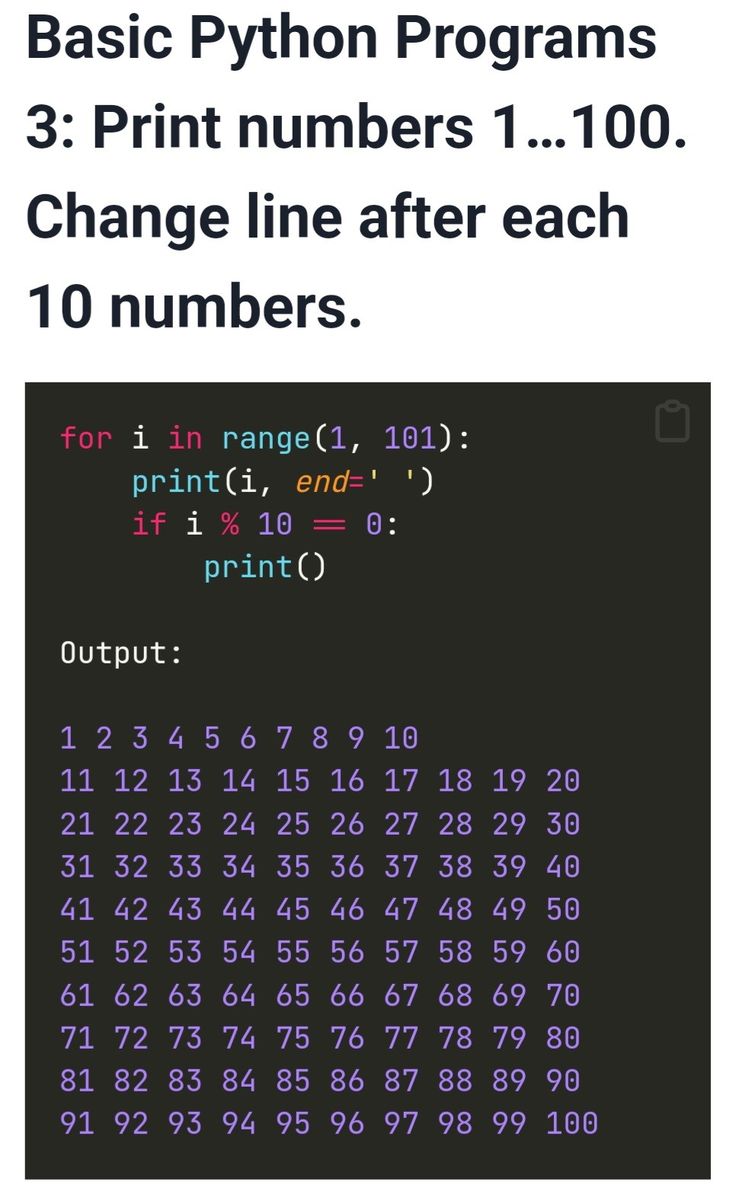 Basic Python Programs
3: Print numbers 1...100.
Change line after each
10 numbers.
for i in range(1, 101):
    print(i, end=' ')
    if i % 10 == 0:
        print()
Output:
1 2 3 4 5 6 7 8 9 10
11 12 13 14 15 16 17 18 19 20
21 22 23 24 25 26 27 28 29 30
31 32 33 34 35 36 37 38 39 40
41 42 43 44 45 46 47 48 49 50
51 52 53 54 55 56 57 58 59 60
61 62 63 64 65 66 67 68 69 70
71 72 73 74 75 76 77 78 79 80
81 82 83 84 85 86 87 88 89 90
91 92 93 94 95 96 97 98 99 100